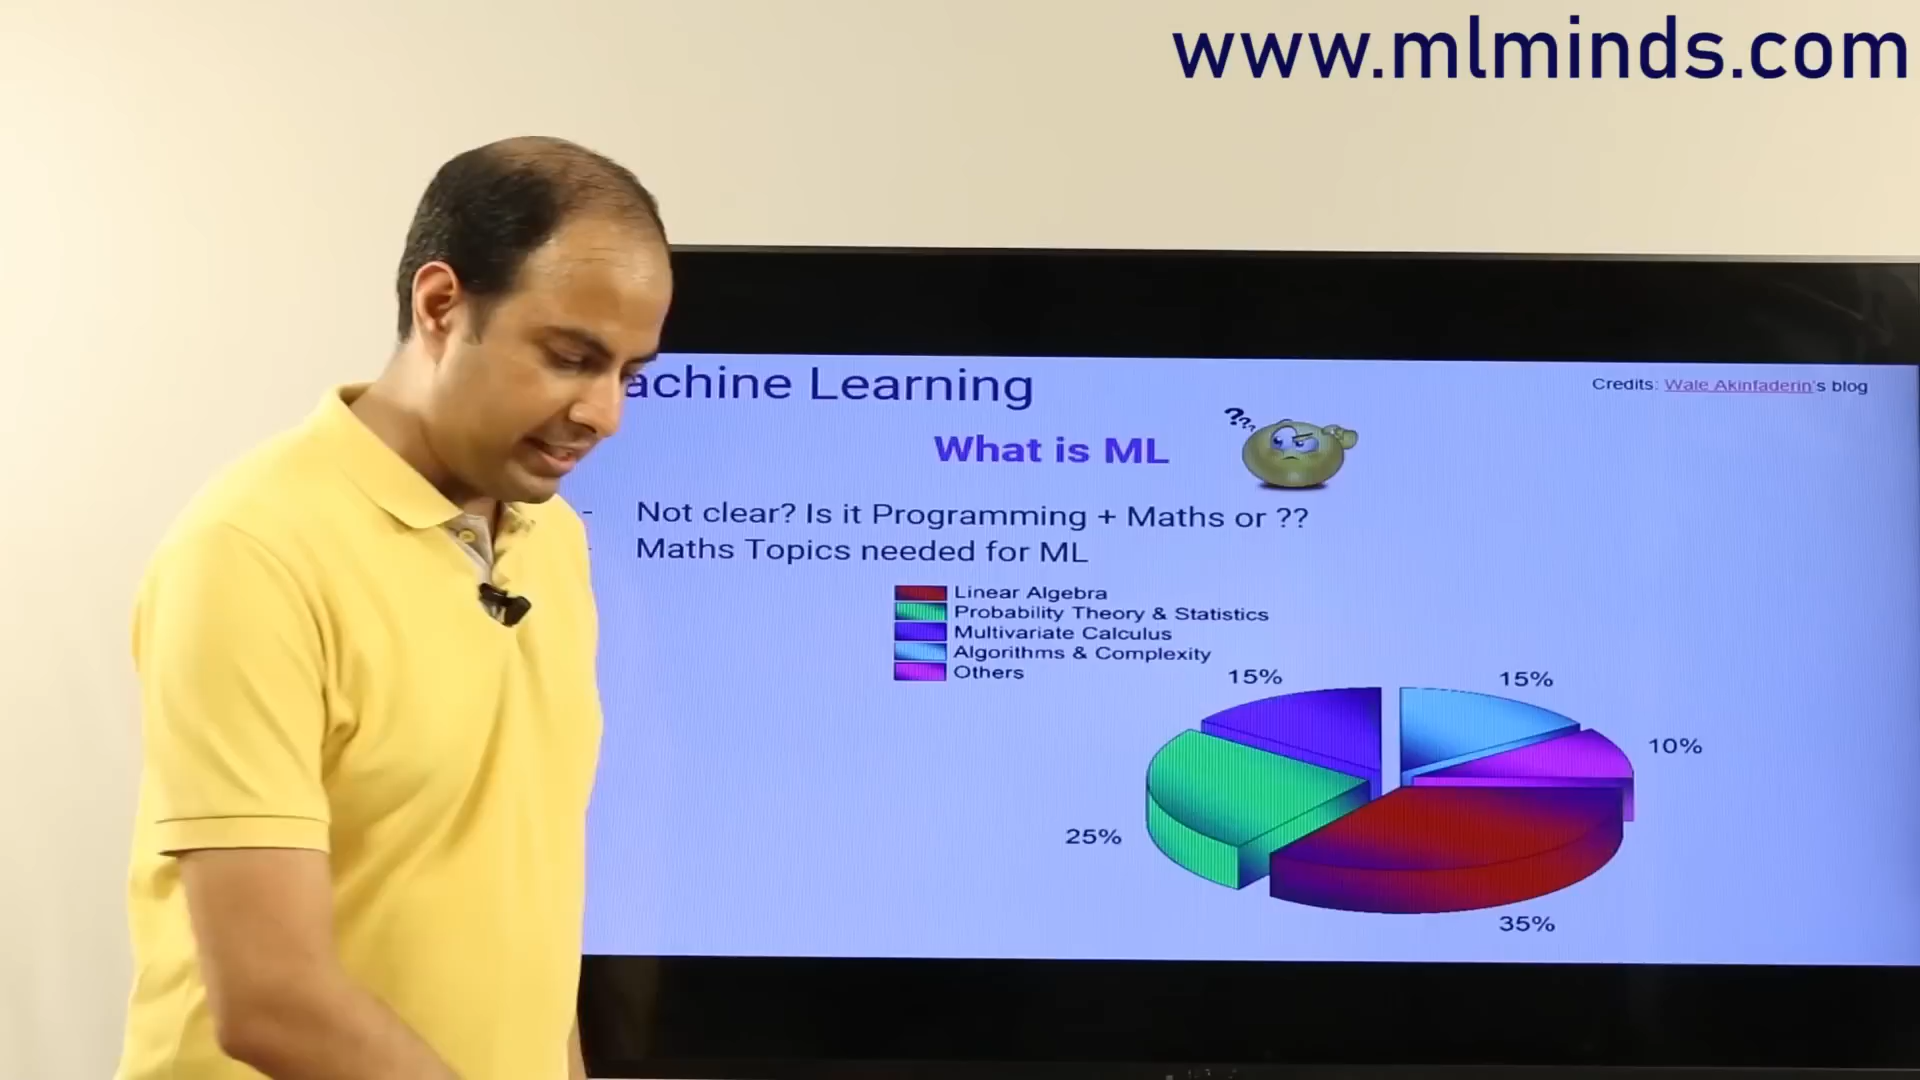 www.mlminds.com
achine Learning
Credits: Wale Akinfaderin's blog
What is ML
???
- Not clear? Is it Programming + Maths or ??
- Maths Topics needed for ML
Linear Algebra
Probability Theory & Statistics
Multivariate Calculus
Algorithms & Complexity
Others
15%
15%
10%
25%
35%